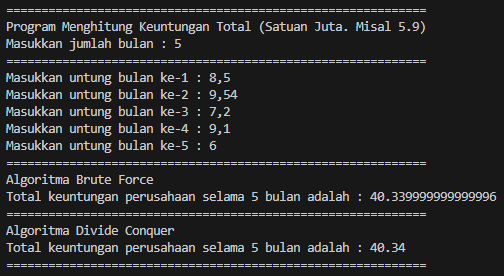 ==============================================================
Program Menghitung Keuntungan Total (Satuan Juta. Misal 5.9)
Masukkan jumlah bulan : 5
==============================================================
Masukkan untung bulan ke-1 : 8,5
Masukkan untung bulan ke-2 : 9,54
Masukkan untung bulan ke-3 : 7,2
Masukkan untung bulan ke-4 : 9,1
Masukkan untung bulan ke-5 : 6
==============================================================
Algoritma Brute Force
Total keuntungan perusahaan selama 5 bulan adalah : 40.339999999999996
==============================================================
Algoritma Divide Conquer
Total keuntungan perusahaan selama 5 bulan adalah : 40.34
==============================================================